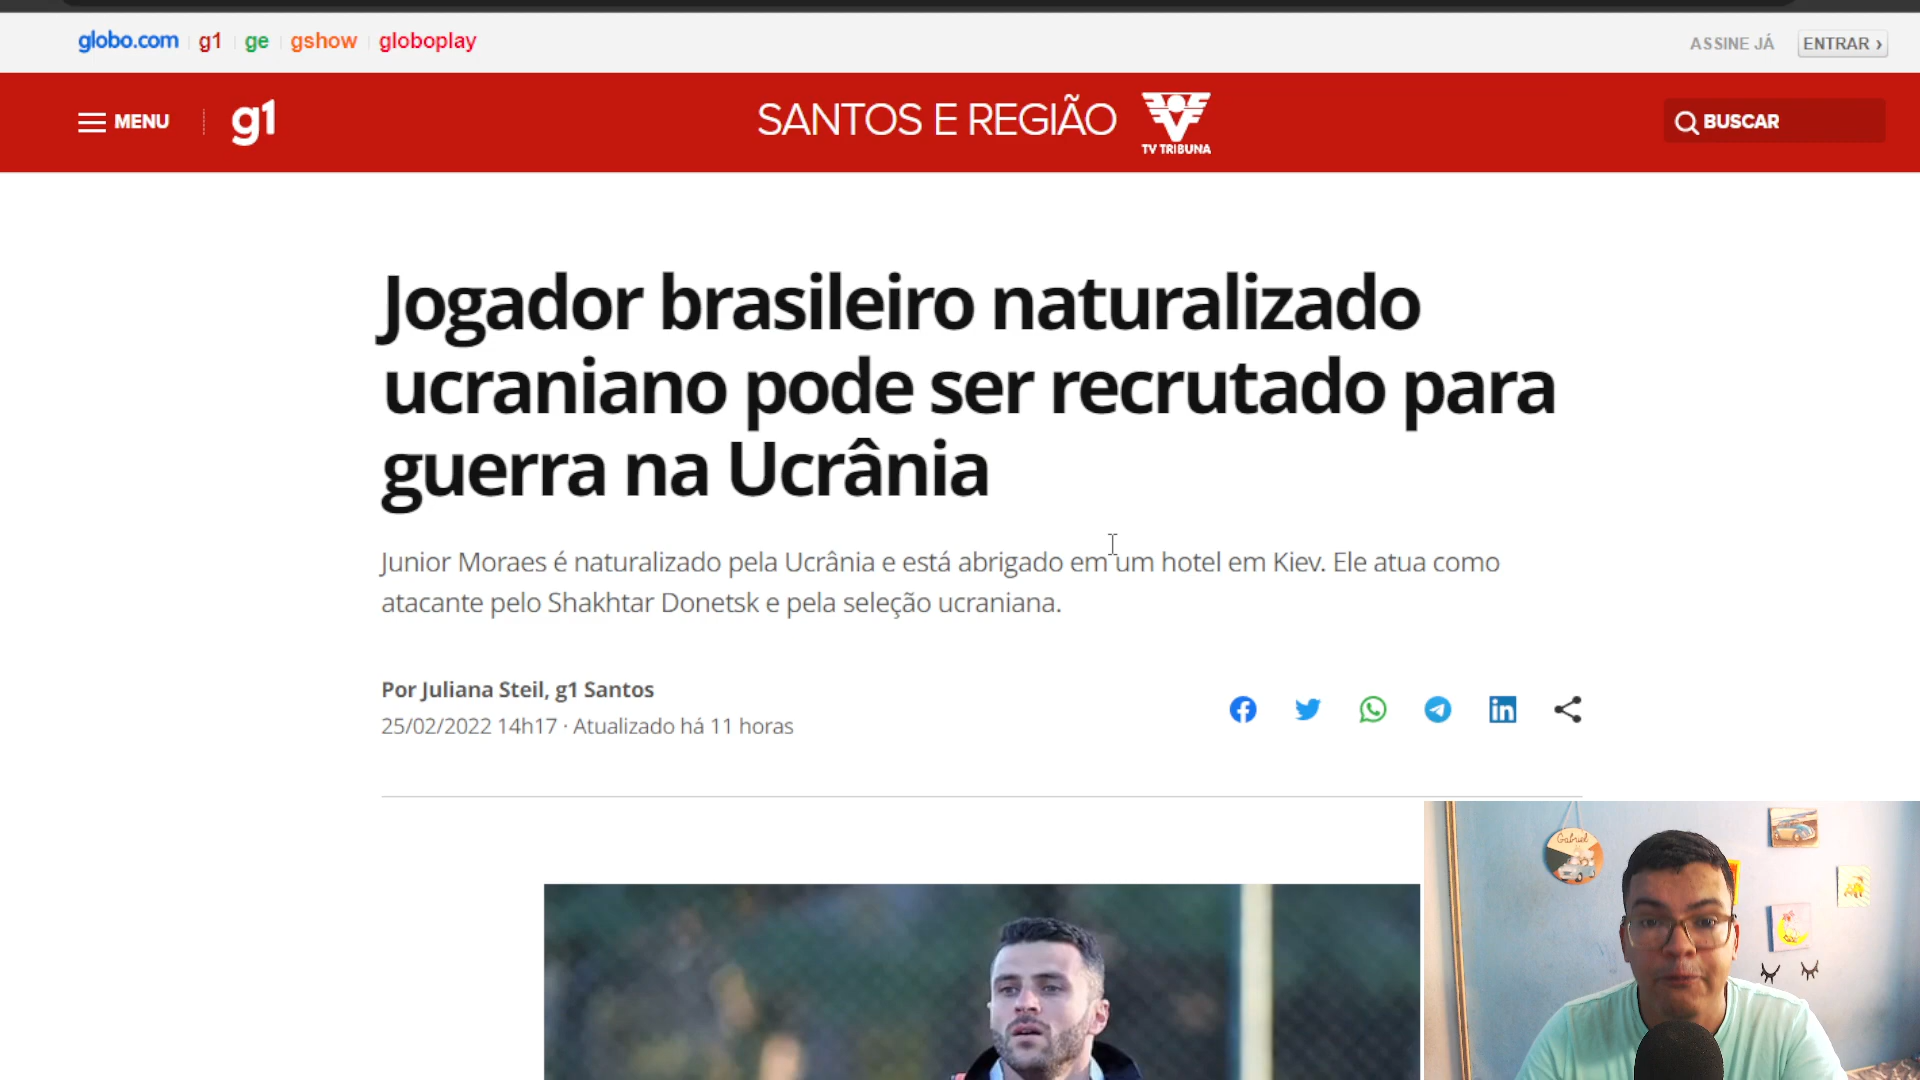 globo.com g1 ge gshow globoplay
ASSINE JÁ ENTRAR ›
MENU g1 SANTOS E REGIÃO TV TRIBUNA BUSCAR
Jogador brasileiro naturalizado
ucraniano pode ser recrutado para
guerra na Ucrânia
Junior Moraes é naturalizado pela Ucrânia e está abrigado em um hotel em Kiev. Ele atua como
atacante pelo Shakhtar Donetsk e pela seleção ucraniana.
Por Juliana Steil, g1 Santos
25/02/2022 14h17 · Atualizado há 11 horas
Gabriel